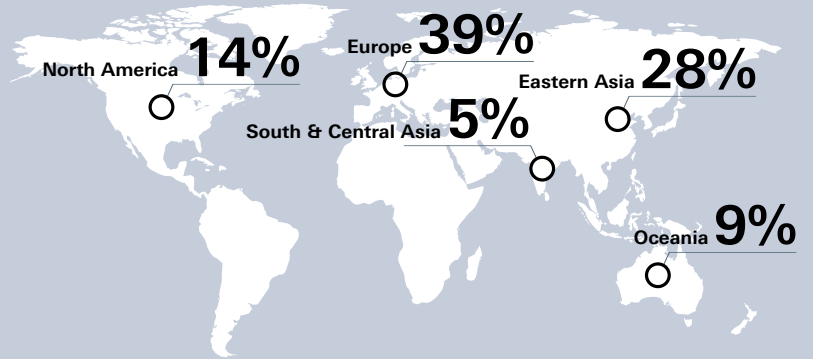 Europe 39%
North America 14%
Eastern Asia 28%
South & Central Asia 5%
Oceania 9%